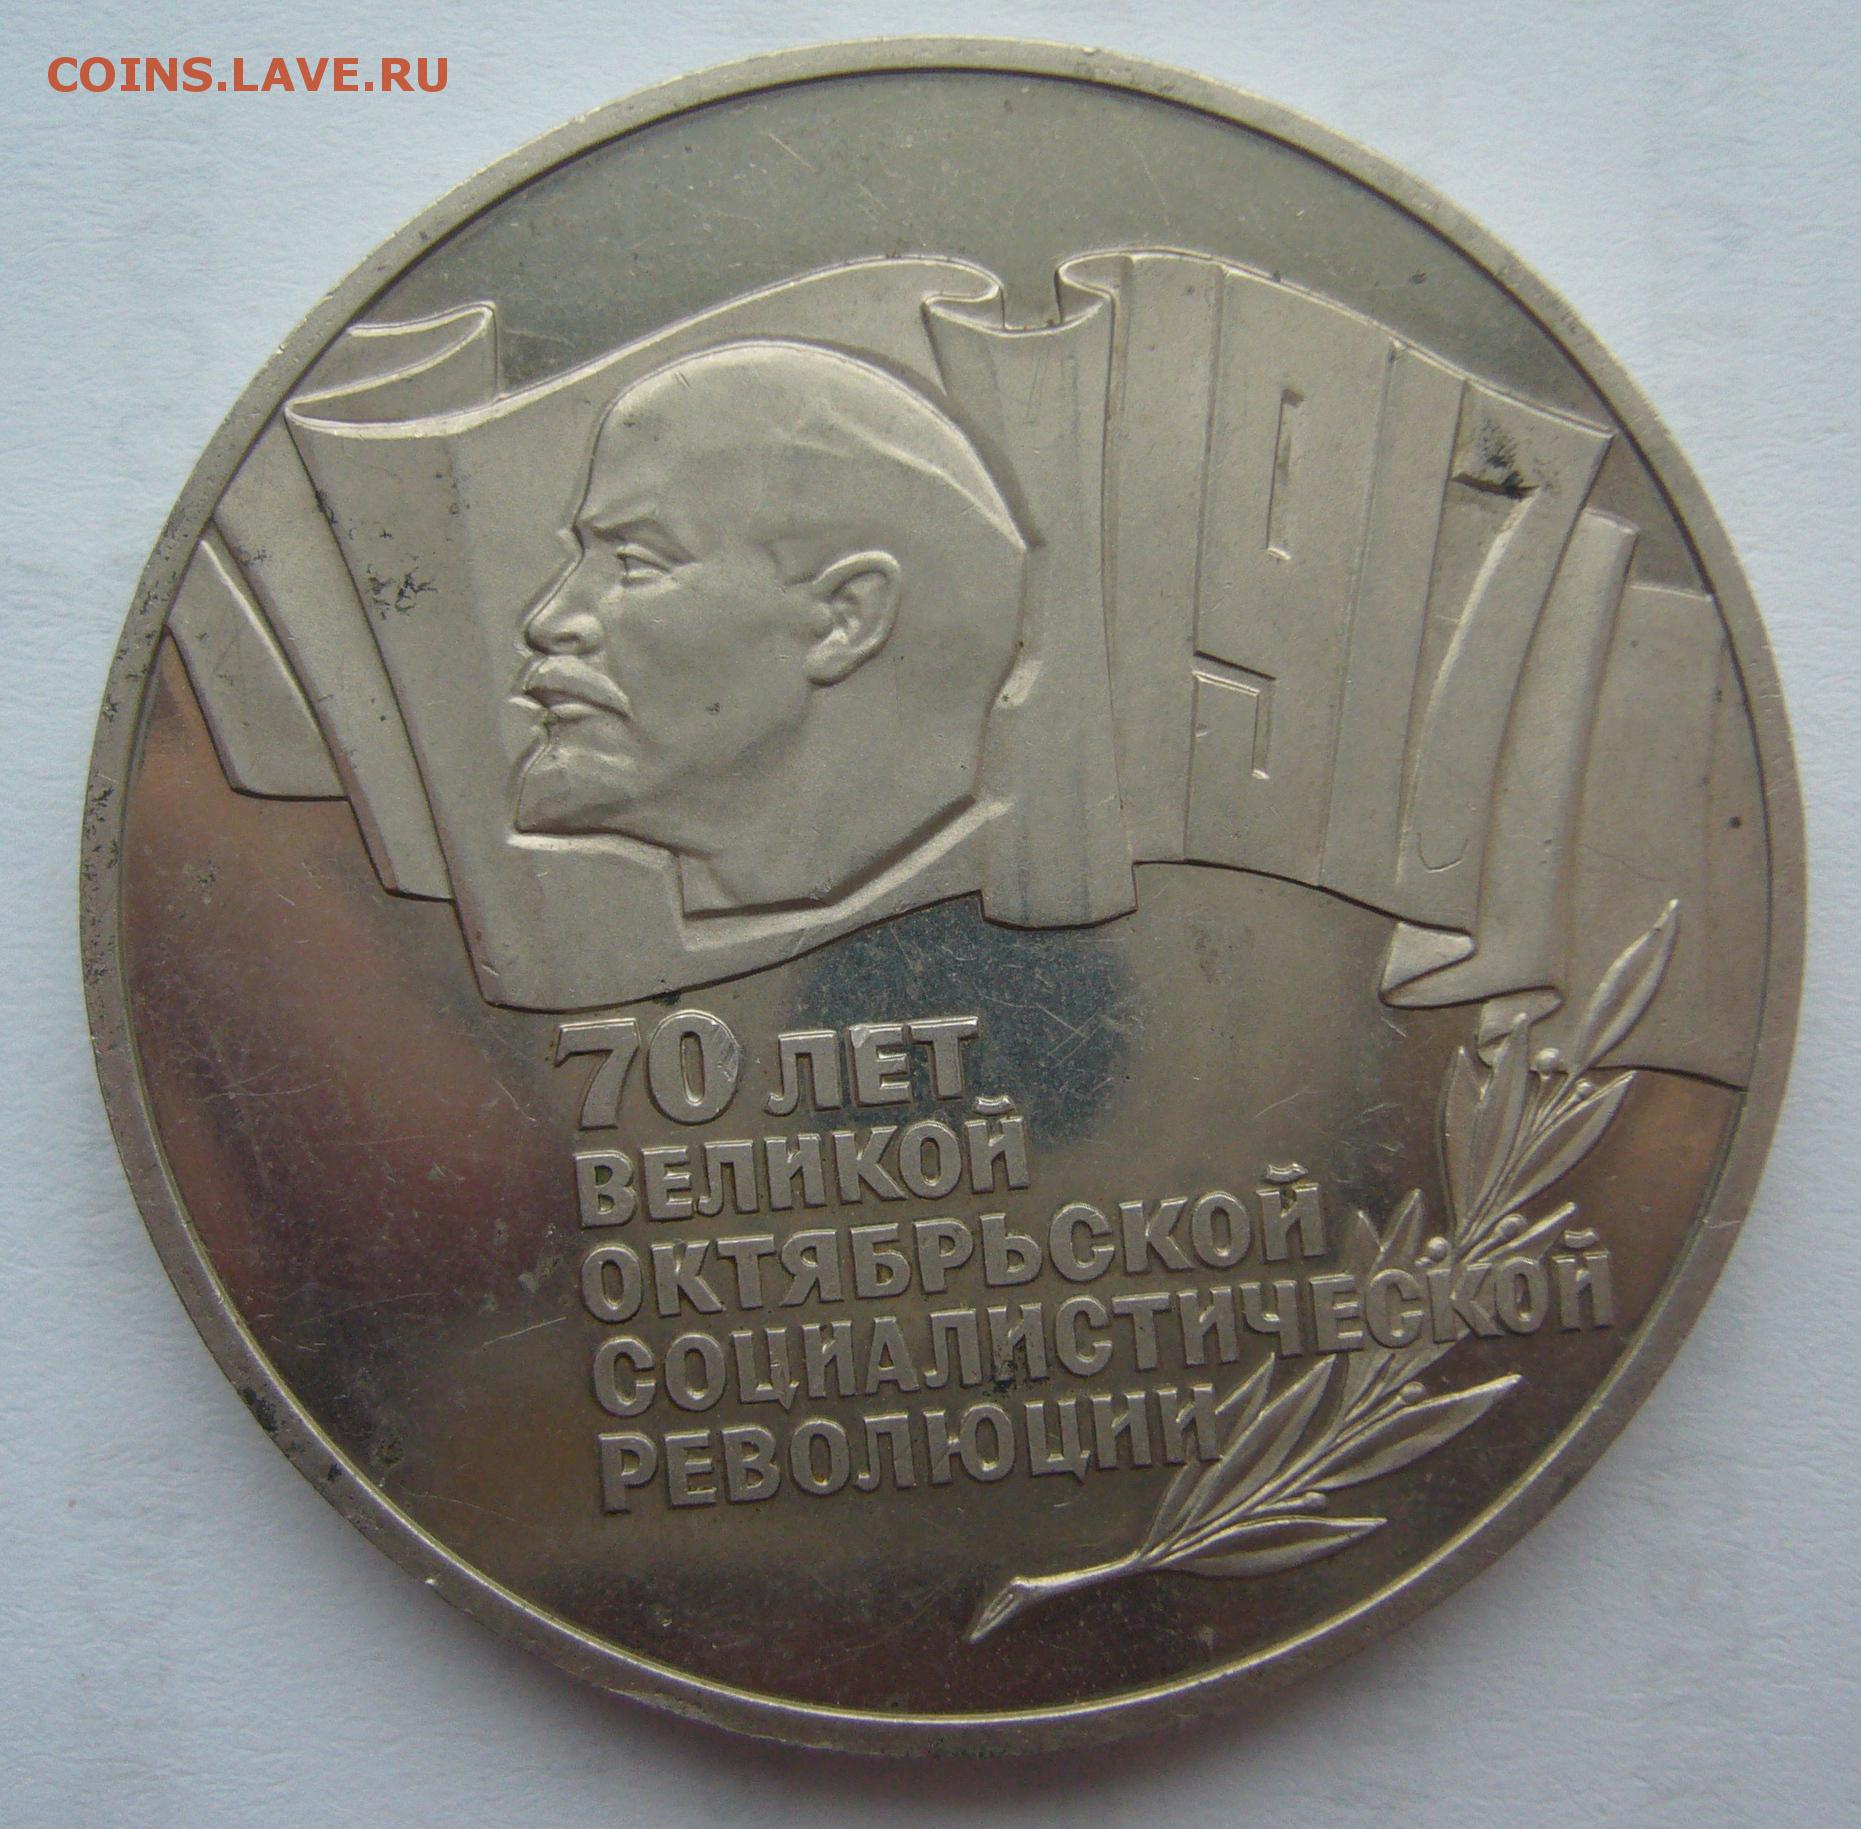 COINS.LAVE.RU
1917
70 ЛЕТ
ВЕЛИКОЙ
ОКТЯБРЬСКОЙ
СОЦИАЛИСТИЧЕСКОЙ
РЕВОЛЮЦИИ